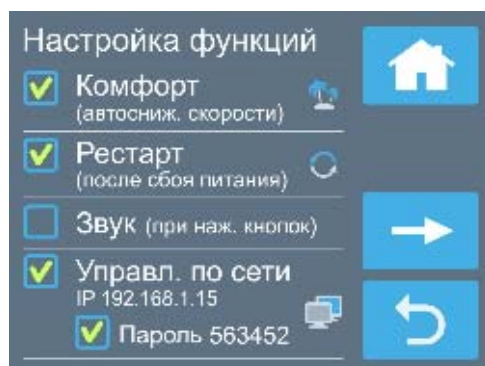 Настройка функций
Комфорт
(автосниж. скорости)
Рестарт
(после сбоя питания)
Звук (при наж. кнопок)
Управл. по сети
IP 192.168.1.15
Пароль 563452